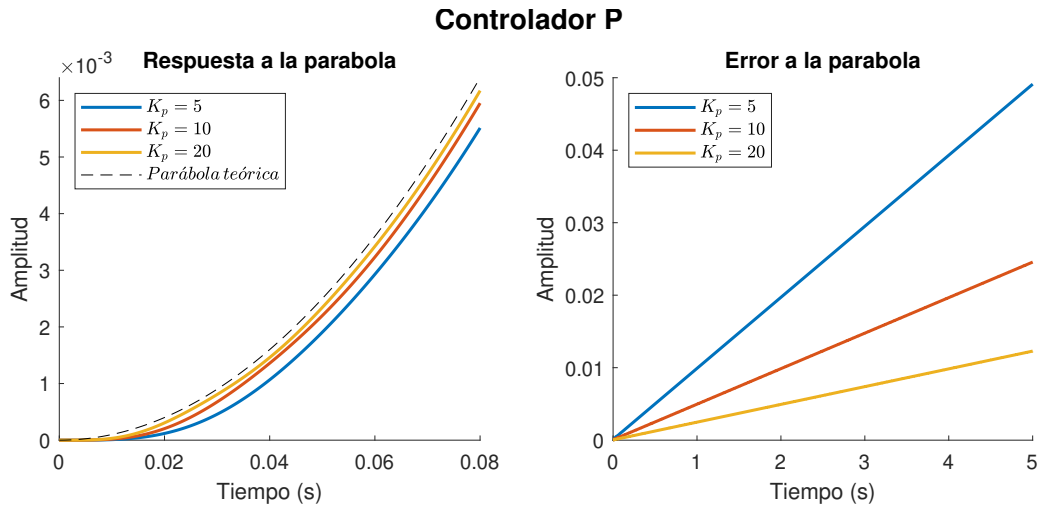 Controlador P
Respuesta a la parabola
×10⁻³
6
5
4
3
2
1
0
Amplitud
0
0.02
0.04
0.06
0.08
Tiempo (s)
K_p = 5
K_p = 10
K_p = 20
Parábola teórica
Error a la parabola
0.05
0.04
0.03
0.02
0.01
0
Amplitud
0
1
2
3
4
5
Tiempo (s)
K_p = 5
K_p = 10
K_p = 20